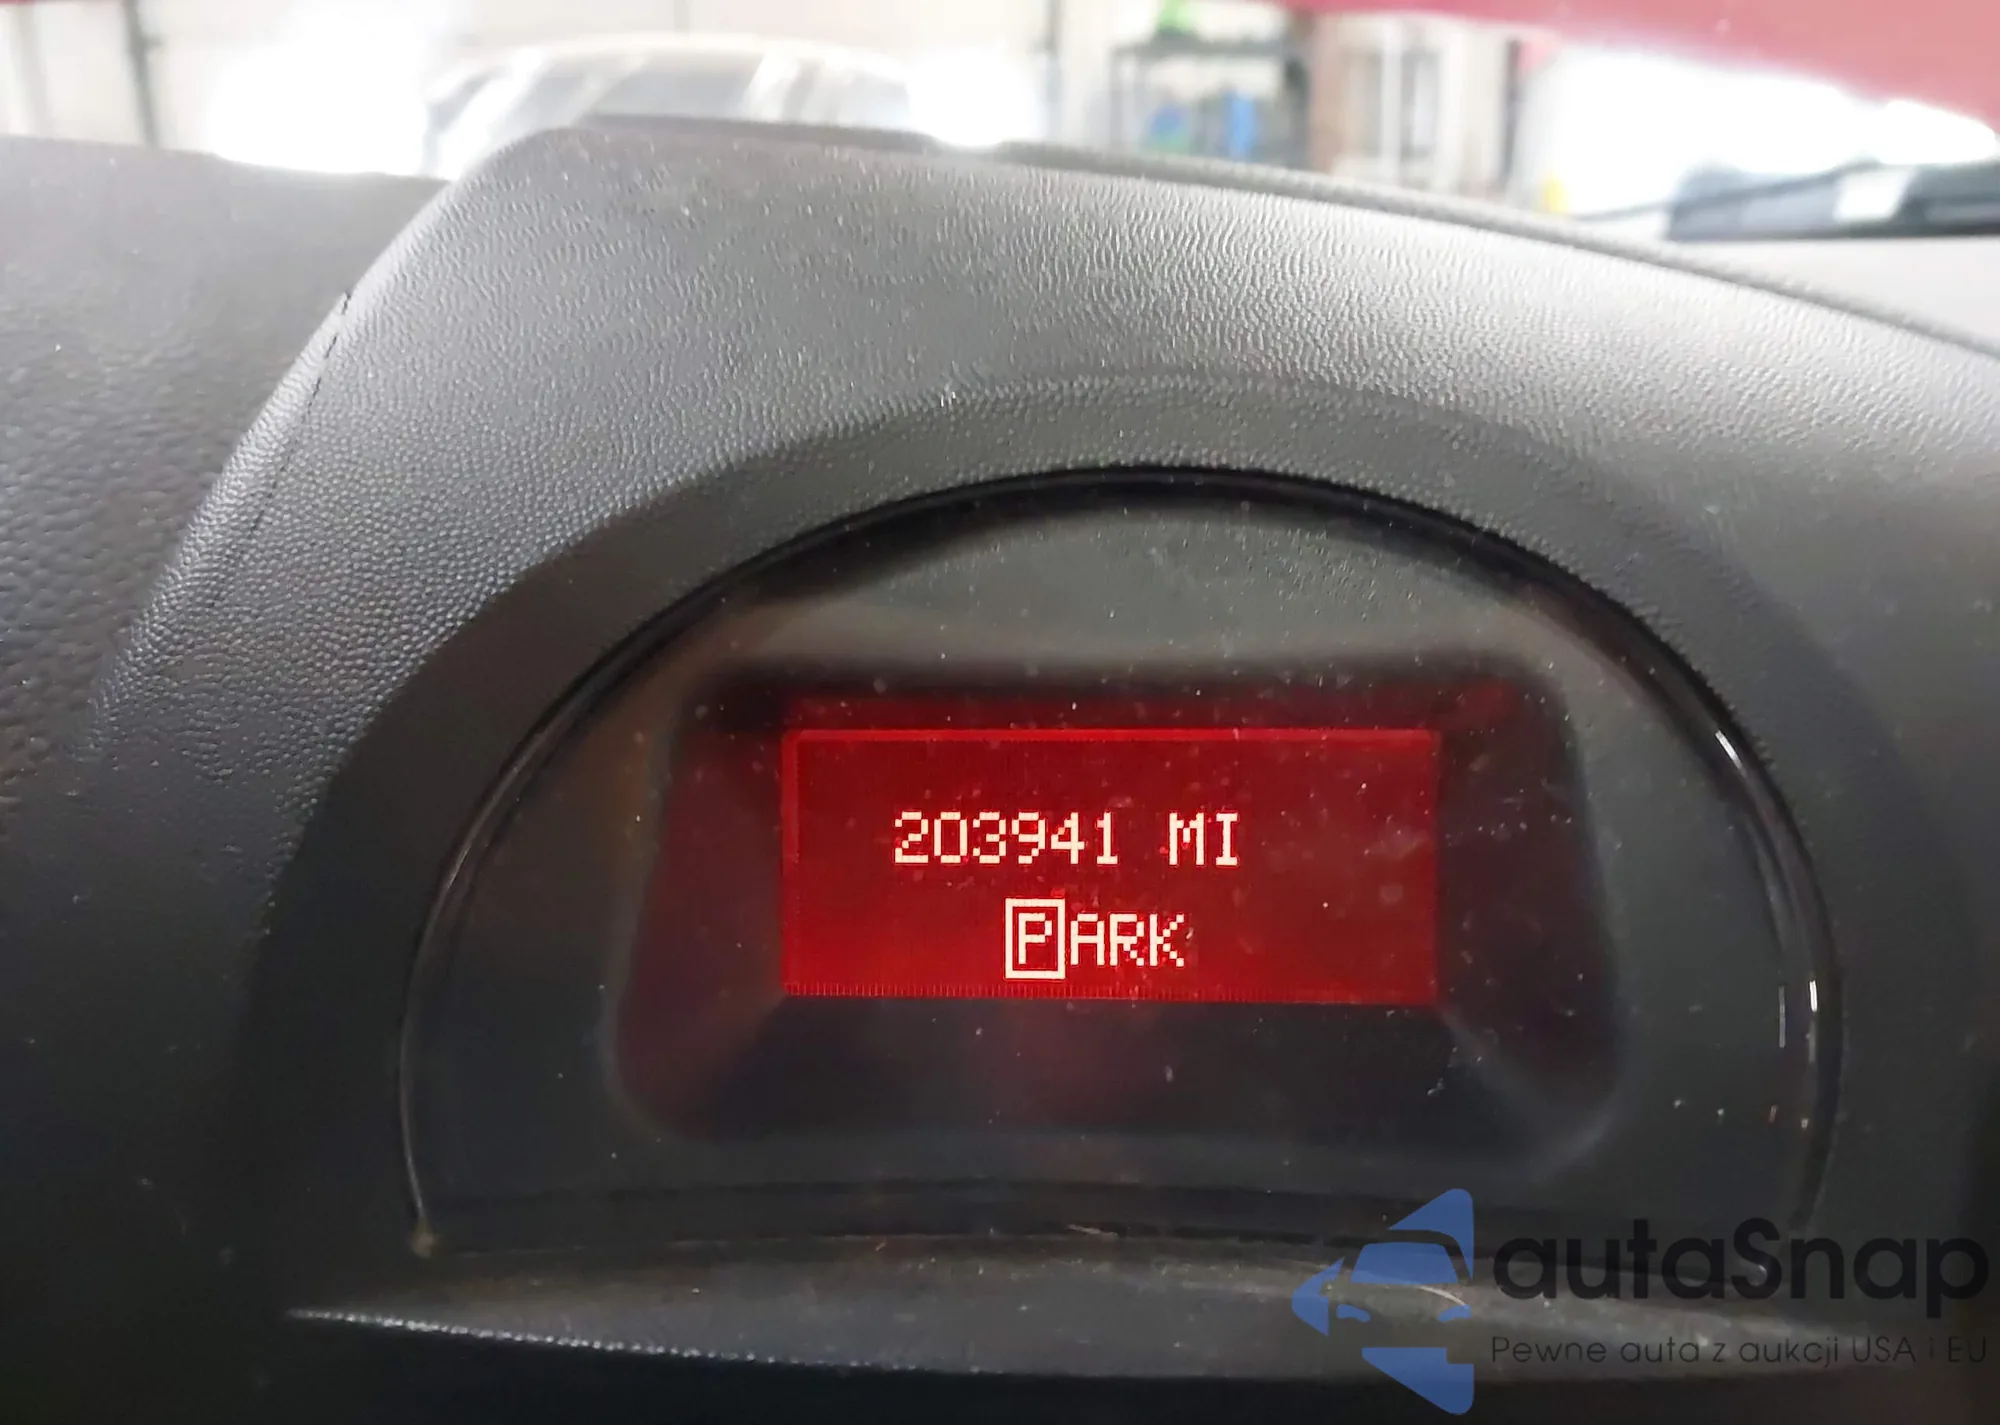 203941 MI
PARK
autaSnap
Pewne auta z aukcji USA i EU